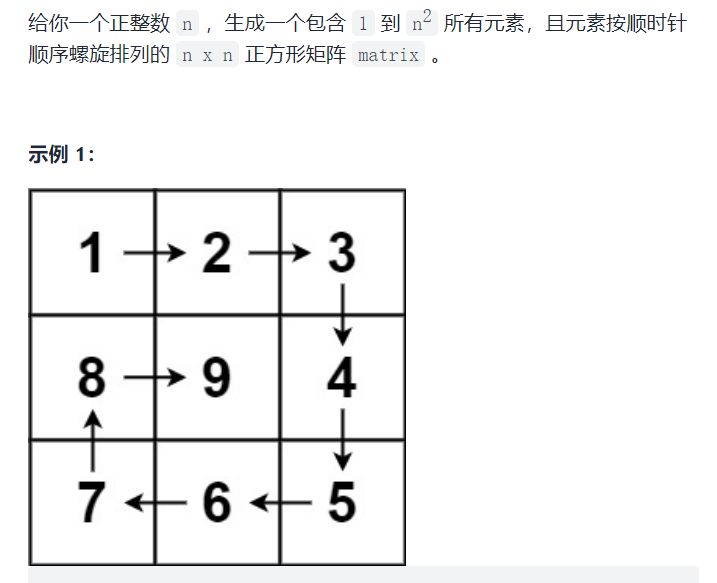 给你一个正整数 n ，生成一个包含 1 到 n² 所有元素，且元素按顺时针
顺序螺旋排列的 n x n 正方形矩阵 matrix 。
示例 1：
1 2 3
8 9 4
7 6 5